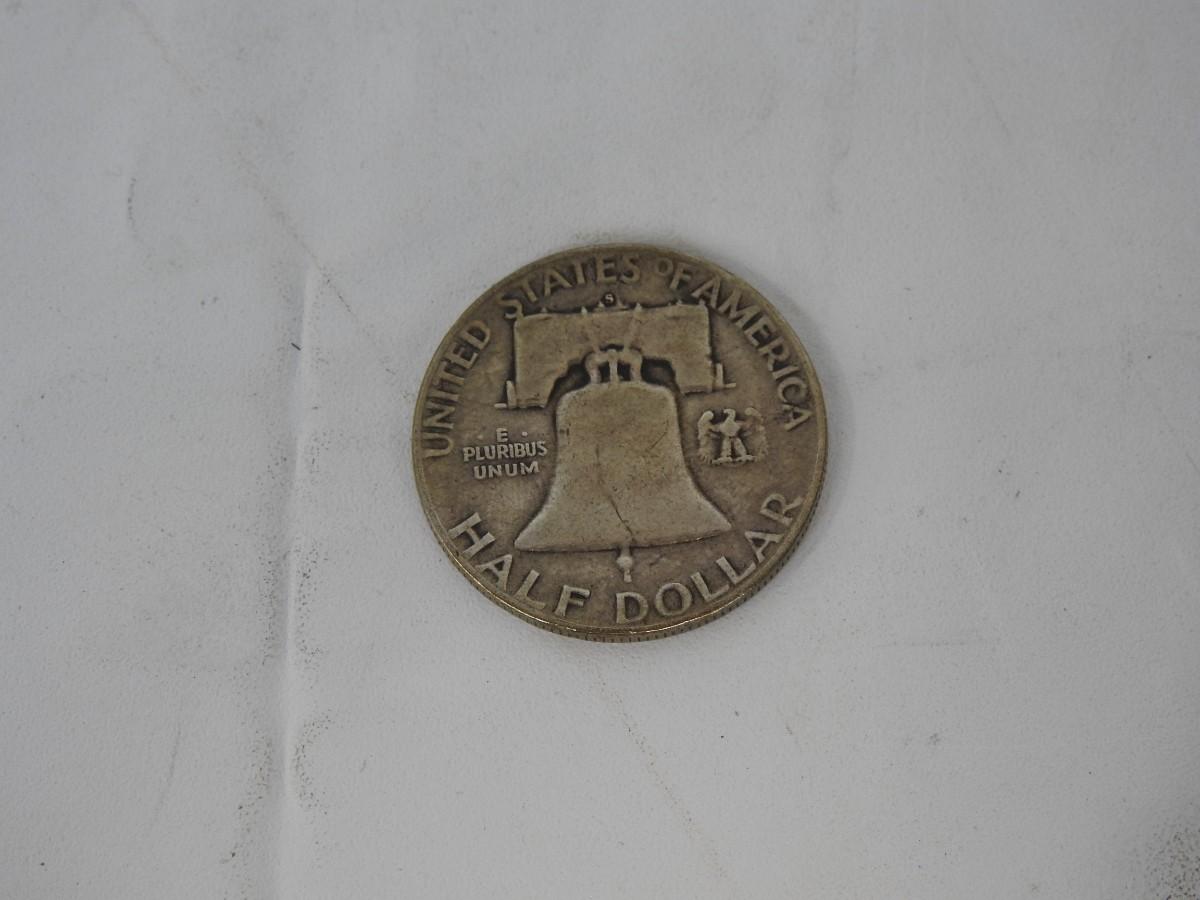 UNITED STATES OF AMERICA
S
E
PLURIBUS
UNUM
HALF DOLLAR